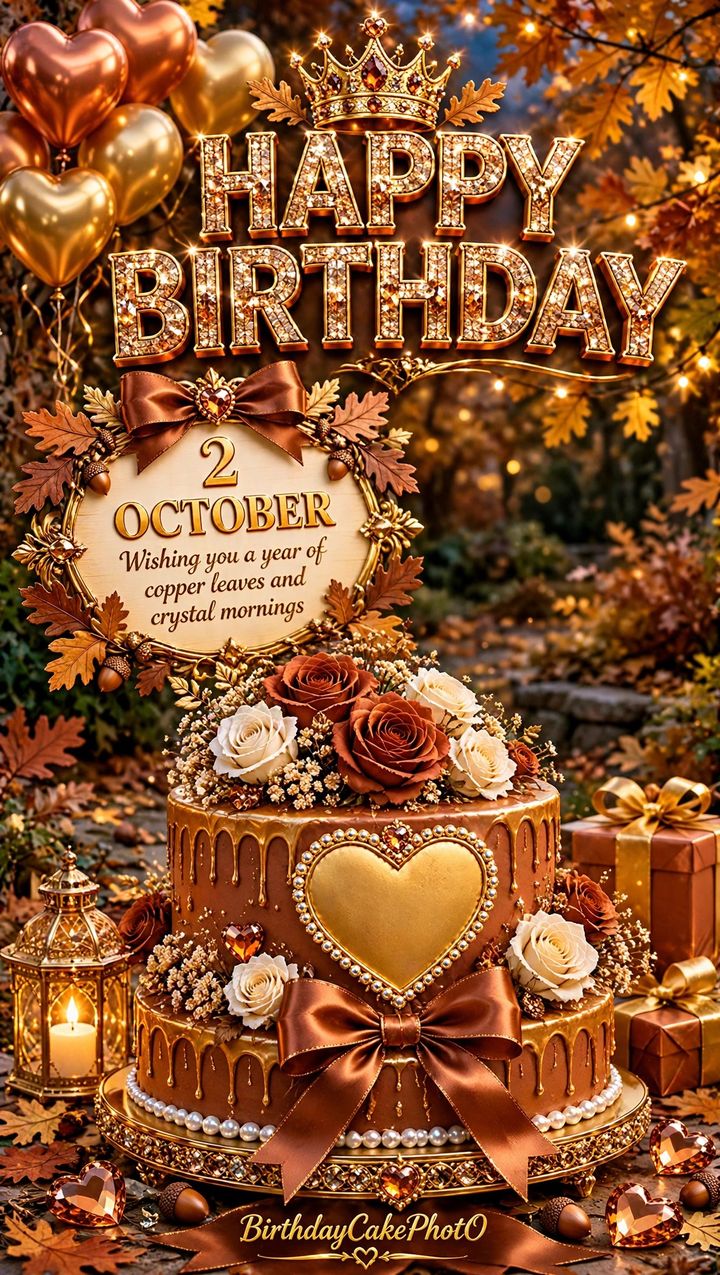 HAPPY
BIRTHDAY
2
OCTOBER
Wishing you a year of
copper leaves and
crystal mornings
BirthdayCakePhotO